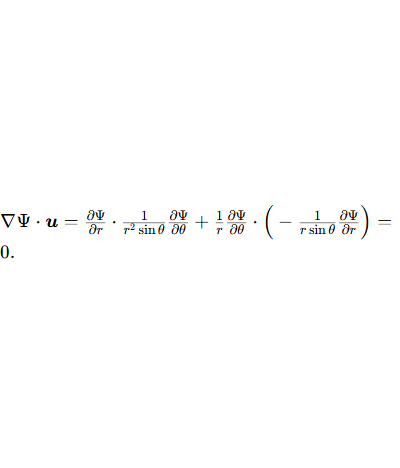 ∇Ψ · 𝒖 = ∂Ψ/∂r · 1/(r² sin θ) ∂Ψ/∂θ + 1/r ∂Ψ/∂θ · ( − 1/(r sin θ) ∂Ψ/∂r ) =
0.